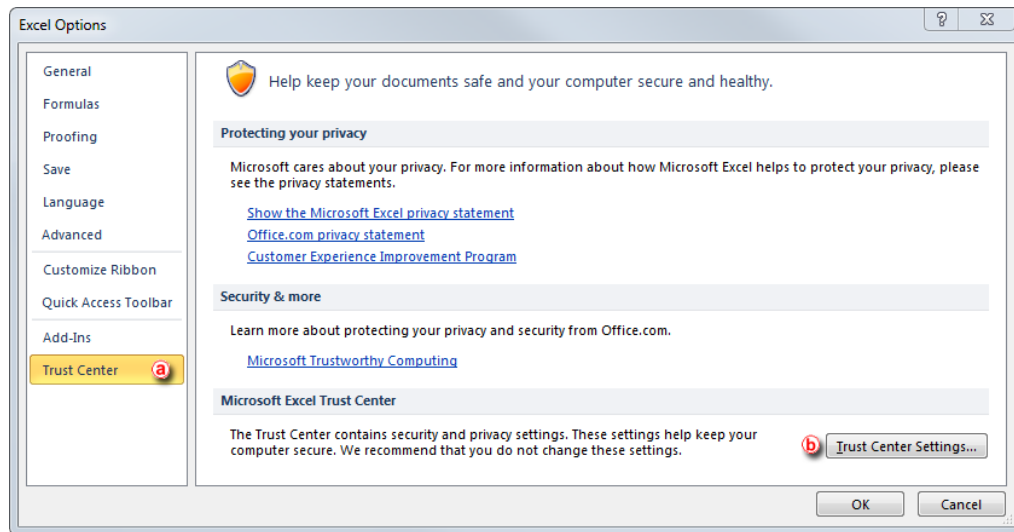 Excel Options
General
Formulas
Proofing
Save
Language
Advanced
Customize Ribbon
Quick Access Toolbar
Add-Ins
Trust Center a
Help keep your documents safe and your computer secure and healthy.
Protecting your privacy
Microsoft cares about your privacy. For more information about how Microsoft Excel helps to protect your privacy, please
see the privacy statements.
Show the Microsoft Excel privacy statement
Office.com privacy statement
Customer Experience Improvement Program
Security & more
Learn more about protecting your privacy and security from Office.com.
Microsoft Trustworthy Computing
Microsoft Excel Trust Center
The Trust Center contains security and privacy settings. These settings help keep your
computer secure. We recommend that you do not change these settings.
b Trust Center Settings...
OK Cancel